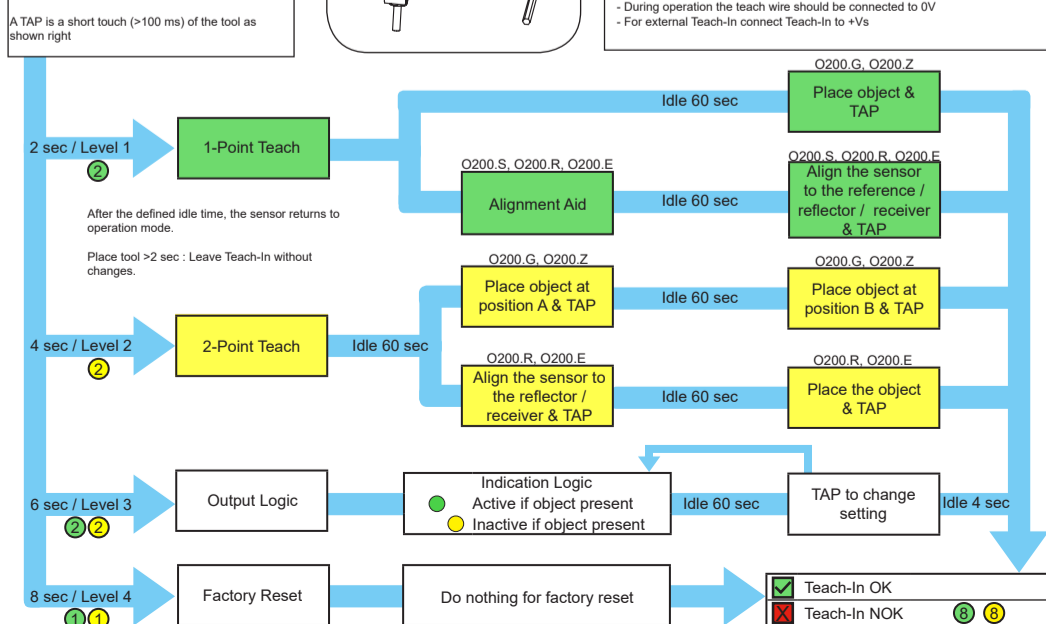 A TAP is a short touch (>100 ms) of the tool as
shown right
- During operation the teach wire should be connected to 0V
- For external Teach-In connect Teach-In to +Vs
2 sec / Level 1
2
1-Point Teach
Idle 60 sec
O200.G, O200.Z
Place object &
TAP
O200.S, O200.R, O200.E
Alignment Aid
Idle 60 sec
O200.S, O200.R, O200.E
Align the sensor
to the reference /
reflector / receiver
& TAP
After the defined idle time, the sensor returns to
operation mode.
Place tool >2 sec : Leave Teach-In without
changes.
4 sec / Level 2
2
2-Point Teach
Idle 60 sec
O200.G, O200.Z
Place object at
position A & TAP
Idle 60 sec
O200.G, O200.Z
Place object at
position B & TAP
O200.R, O200.E
Align the sensor to
the reflector /
receiver & TAP
Idle 60 sec
O200.R, O200.E
Place the object
& TAP
6 sec / Level 3
2 2
Output Logic
Indication Logic
Active if object present
Inactive if object present
Idle 60 sec
TAP to change
setting
Idle 4 sec
8 sec / Level 4
1 1
Factory Reset
Do nothing for factory reset
Teach-In OK
Teach-In NOK 8 8